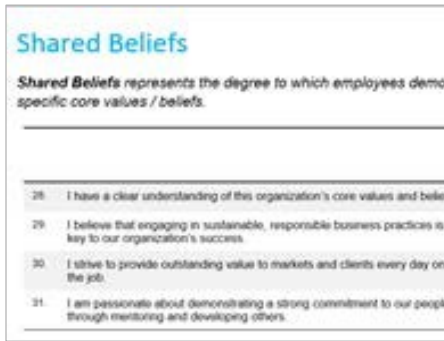 Shared Beliefs
Shared Beliefs represents the degree to which employees demo
specific core values / beliefs.
28. I have a clear understanding of this organization's core values and belie
29. I believe that engaging in sustainable, responsible business practices is
key to our organization's success.
30. I strive to provide outstanding value to markets and clients every day on
the job.
31. I am passionate about demonstrating a strong commitment to our people
through mentoring and developing others.